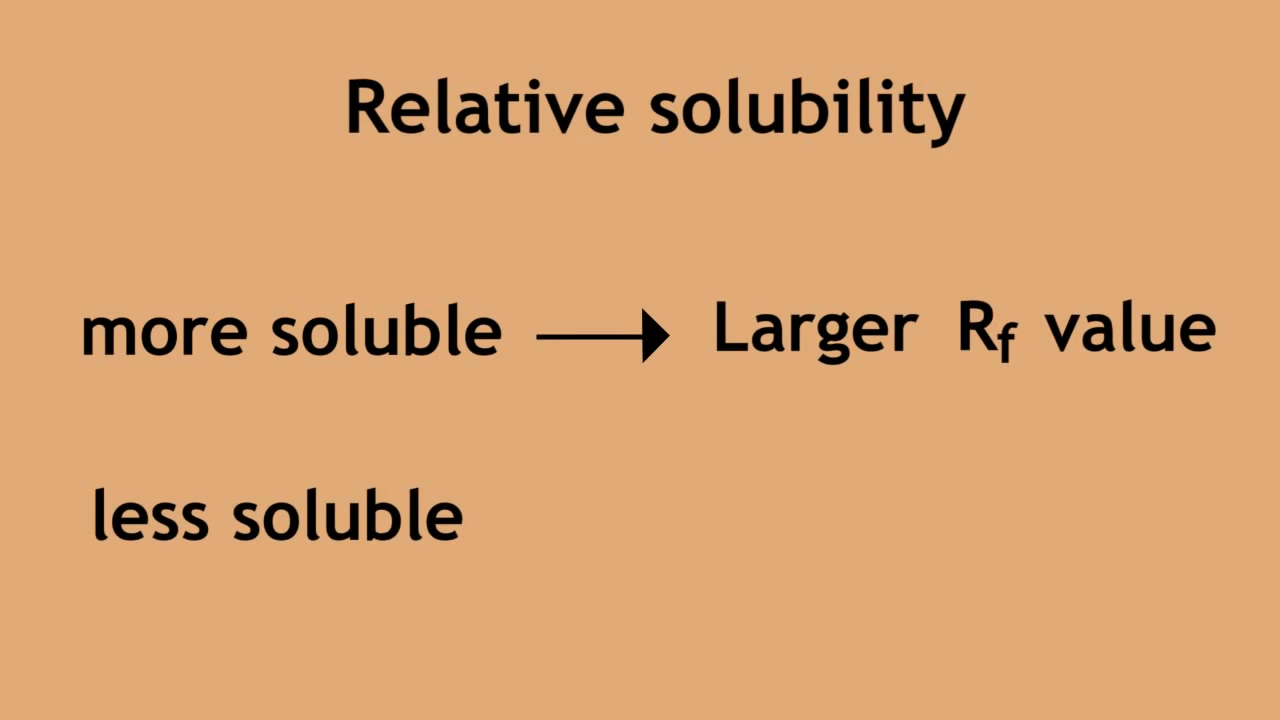 Relative solubility
more soluble → Larger Rf value
less soluble